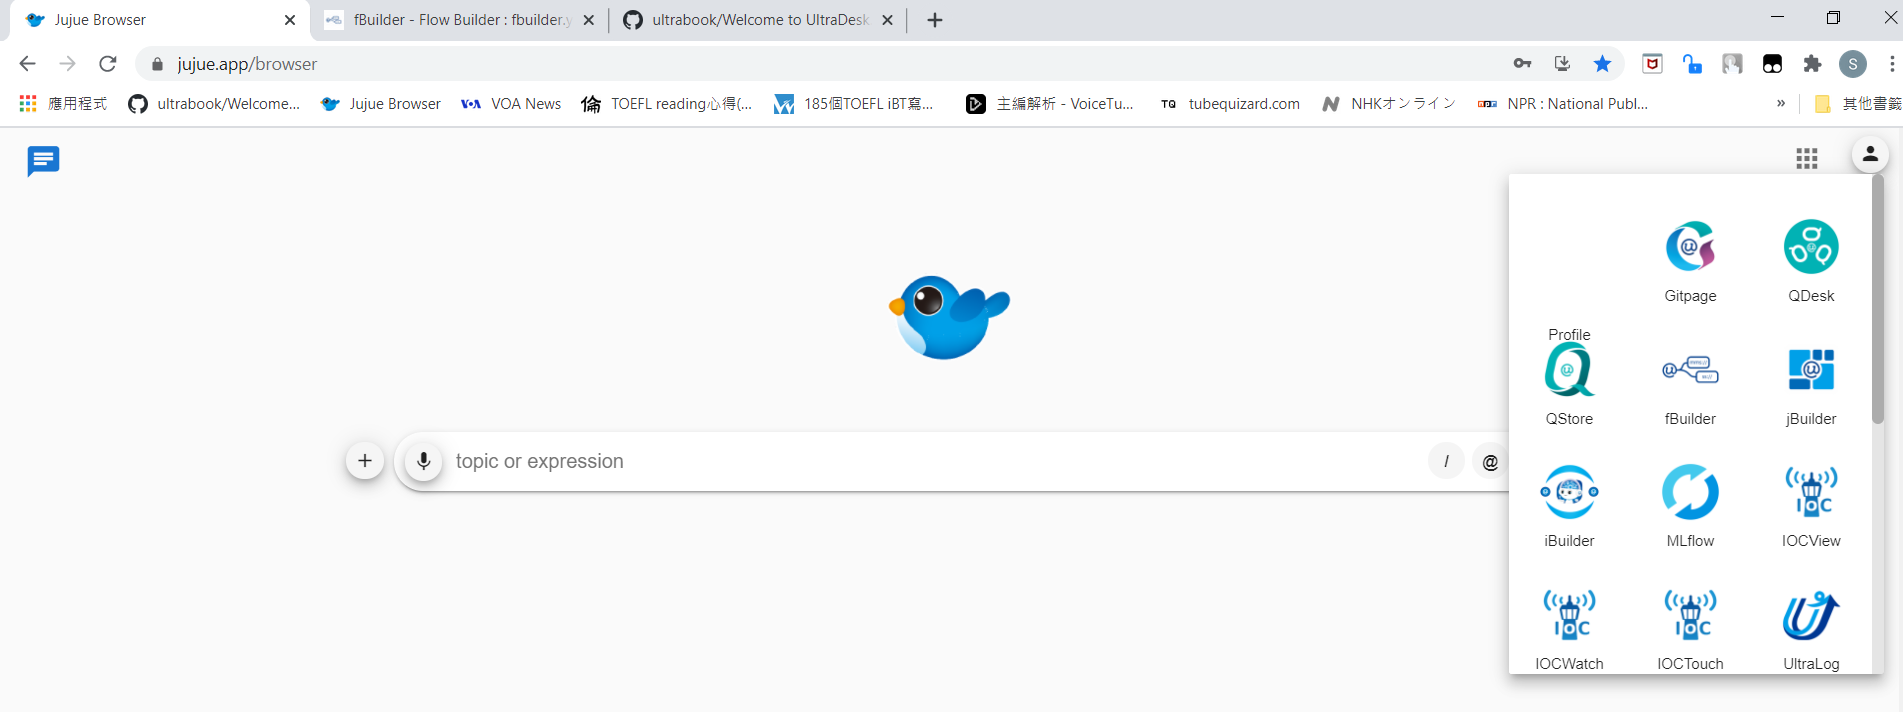 Jujue Browser
fBuilder - Flow Builder : fbuilder.y
ultrabook/Welcome to UltraDesk
jujue.app/browser
S
應用程式
ultrabook/Welcome...
Jujue Browser
VOA News
TOEFL reading心得(...
185個TOEFL iBT寫...
主編解析 - VoiceTu...
TQ tubequizard.com
NHKオンライン
NPR : National Publ...
»
其他書籤
Gitpage
QDesk
Profile
QStore
fBuilder
jBuilder
topic or expression
/
@
iBuilder
MLflow
IOC
IOCView
IOC
IOCWatch
IOC
IOCTouch
UltraLog